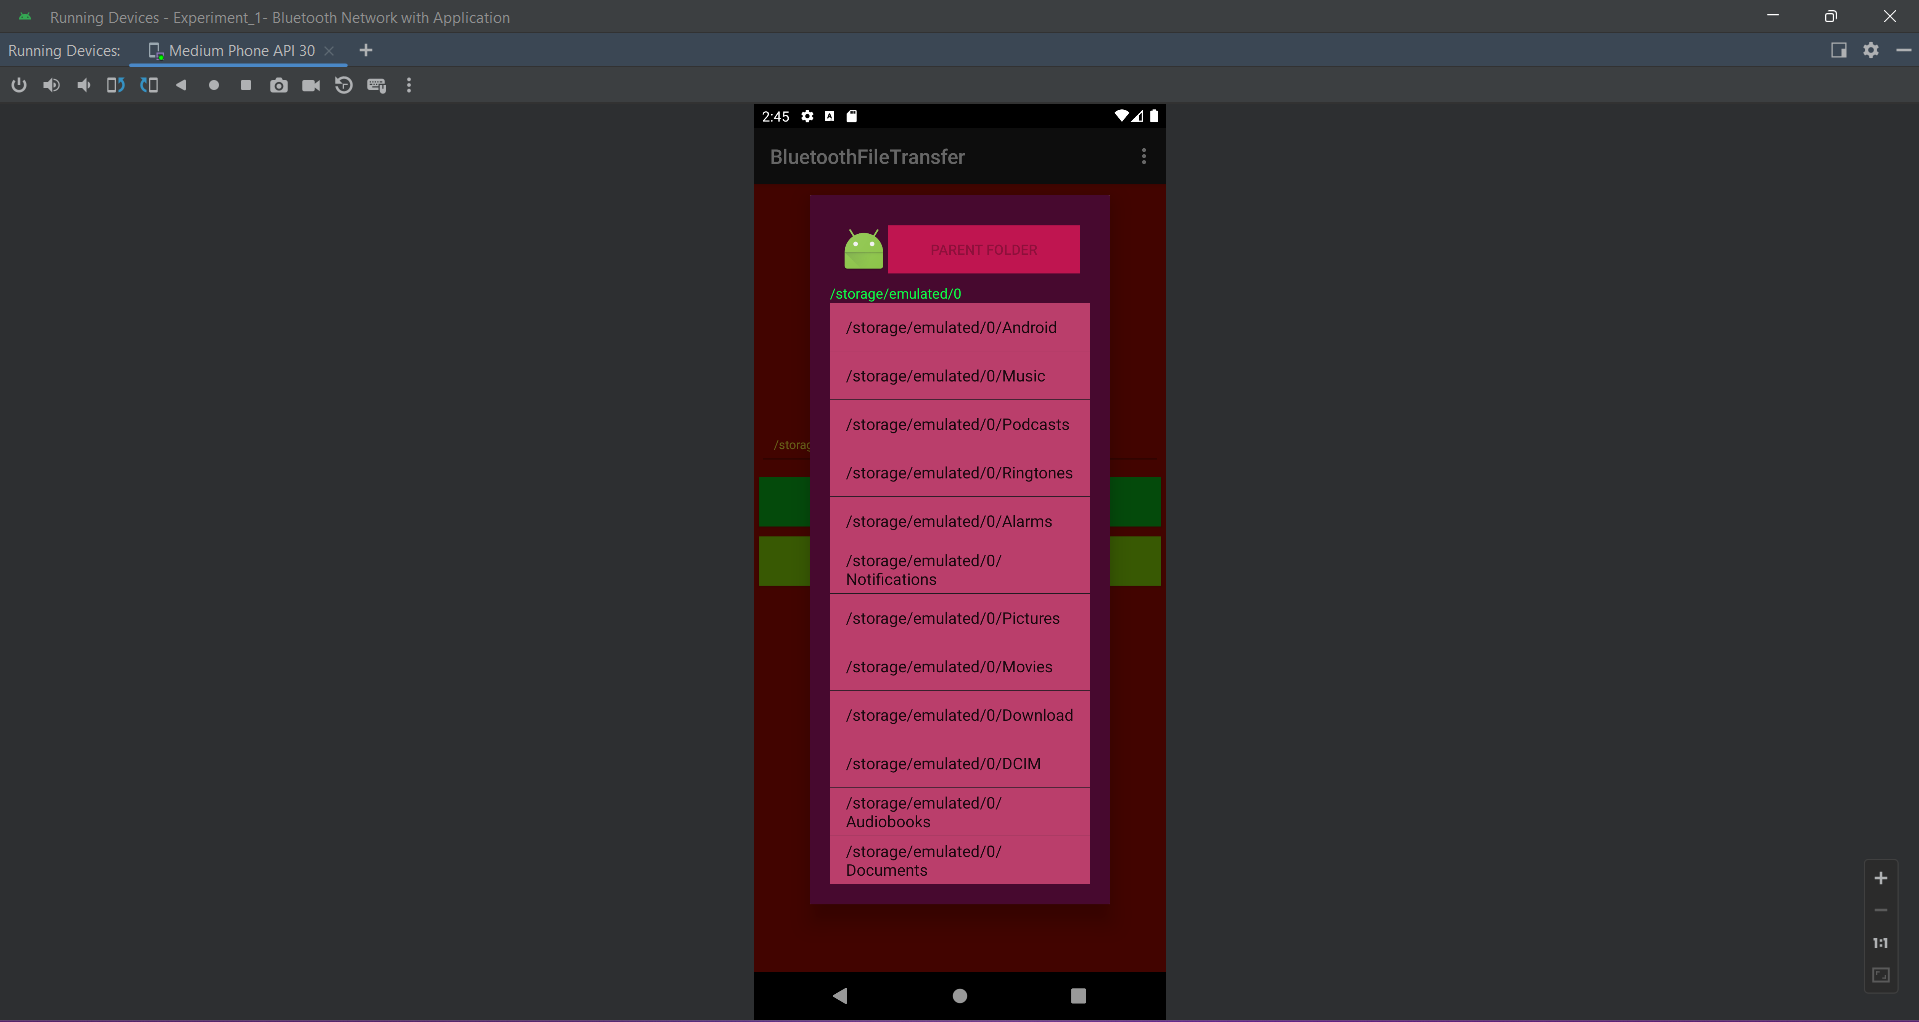 Running Devices - Experiment_1- Bluetooth Network with Application
Running Devices:
Medium Phone API 30
2:45
BluetoothFileTransfer
PARENT FOLDER
/storage/emulated/0
/storage/emulated/0/Android
/storage/emulated/0/Music
/storage/emulated/0/Podcasts
/storag
/storage/emulated/0/Ringtones
/storage/emulated/0/Alarms
/storage/emulated/0/
Notifications
/storage/emulated/0/Pictures
/storage/emulated/0/Movies
/storage/emulated/0/Download
/storage/emulated/0/DCIM
/storage/emulated/0/
Audiobooks
/storage/emulated/0/
Documents
1:1